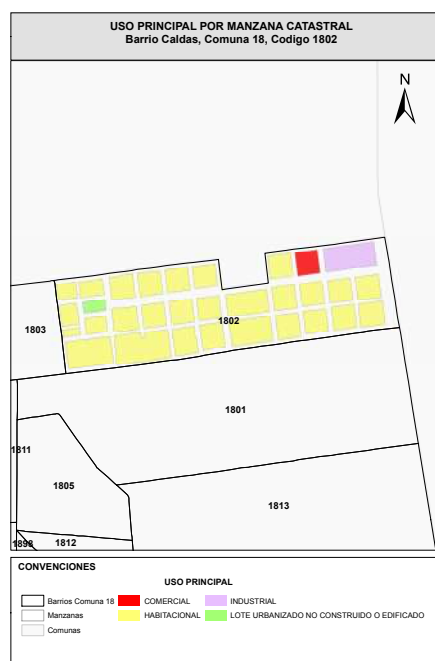 USO PRINCIPAL POR MANZANA CATASTRAL
Barrio Caldas, Comuna 18, Codigo 1802
N
1803
1802
1801
1811
1805
1813
1898
1812
CONVENCIONES
USO PRINCIPAL
Barrios Comuna 18 COMERCIAL INDUSTRIAL
Manzanas HABITACIONAL LOTE URBANIZADO NO CONSTRUIDO O EDIFICADO
Comunas